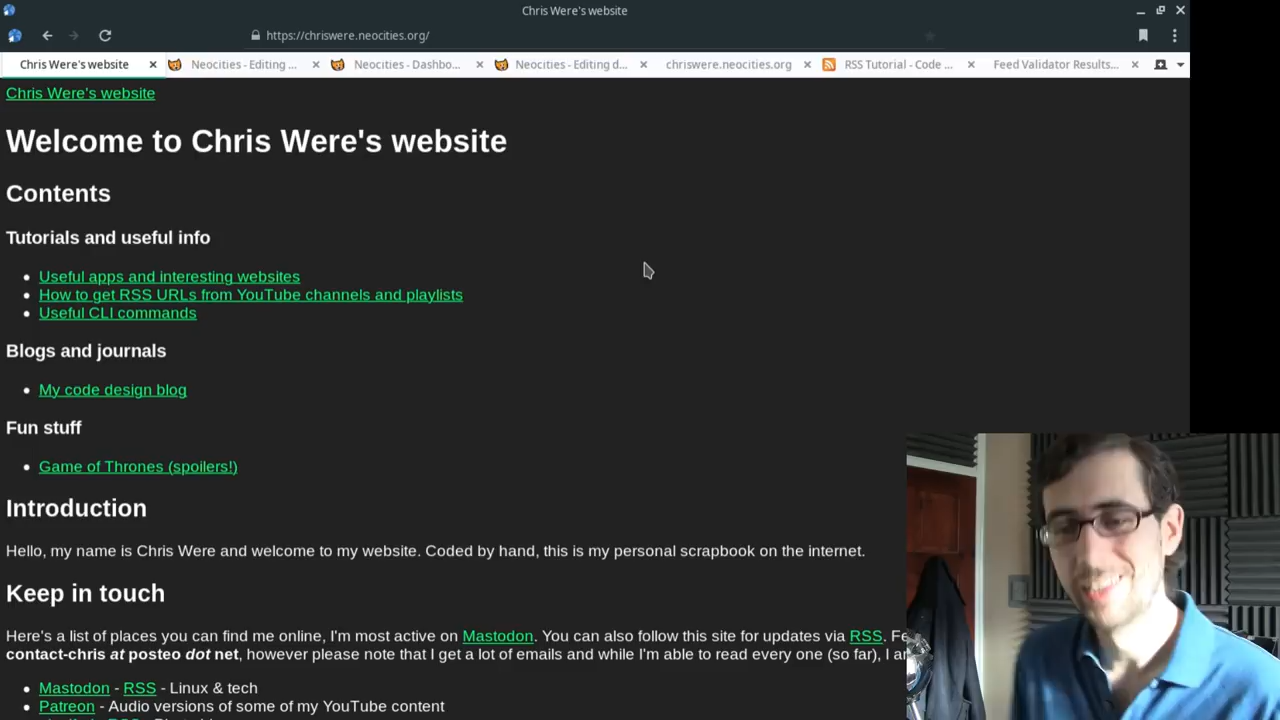 Chris Were's website
https://chriswere.neocities.org/
Chris Were's website
Neocities - Editing ...
Neocities - Dashbo...
Neocities - Editing d...
chriswere.neocities.org
RSS Tutorial - Code ...
Feed Validator Results...
Chris Were's website
Welcome to Chris Were's website
Contents
Tutorials and useful info
Useful apps and interesting websites
How to get RSS URLs from YouTube channels and playlists
Useful CLI commands
Blogs and journals
My code design blog
Fun stuff
Game of Thrones (spoilers!)
Introduction
Hello, my name is Chris Were and welcome to my website. Coded by hand, this is my personal scrapbook on the internet.
Keep in touch
Here's a list of places you can find me online, I'm most active on Mastodon. You can also follow this site for updates via RSS. Fe
contact-chris at posteo dot net, however please note that I get a lot of emails and while I'm able to read every one (so far), I ar
Mastodon - RSS - Linux & tech
Patreon - Audio versions of some of my YouTube content